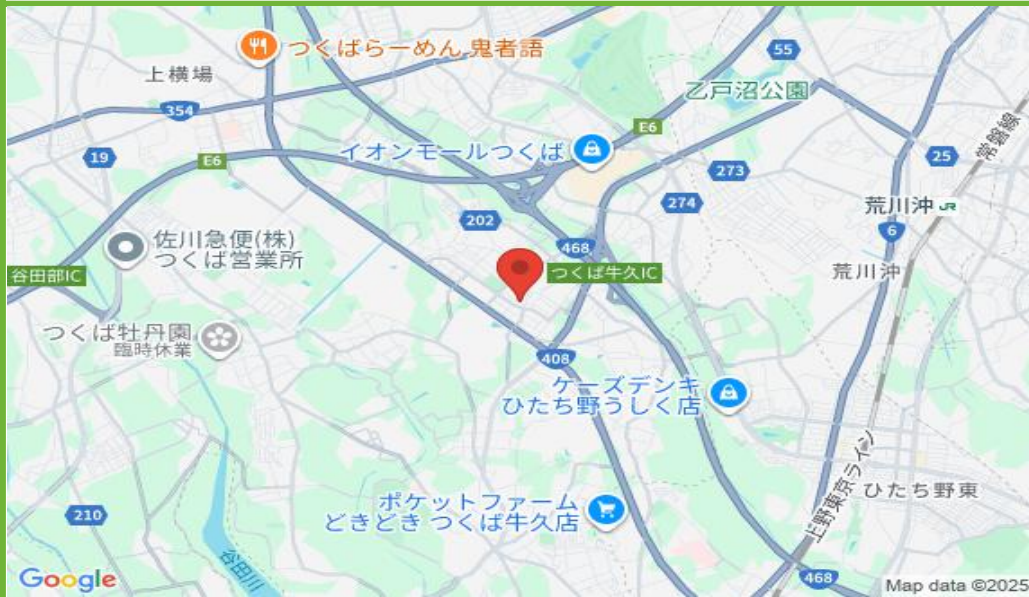 つくばらーめん 鬼者語
55
上横場
乙戸沼公園
354
E6
常磐線
19
E6
イオンモールつくば
25
273
202
274
荒川沖 JR
6
佐川急便(株)
つくば営業所
468
谷田部IC
つくば牛久IC
荒川沖
つくば牡丹園
臨時休業
408
ケーズデンキ
ひたち野うしく店
上野東京ライン
ひたち野東
ポケットファーム
どきどき つくば牛久店
210
谷田川
468
Google
Map data ©2025